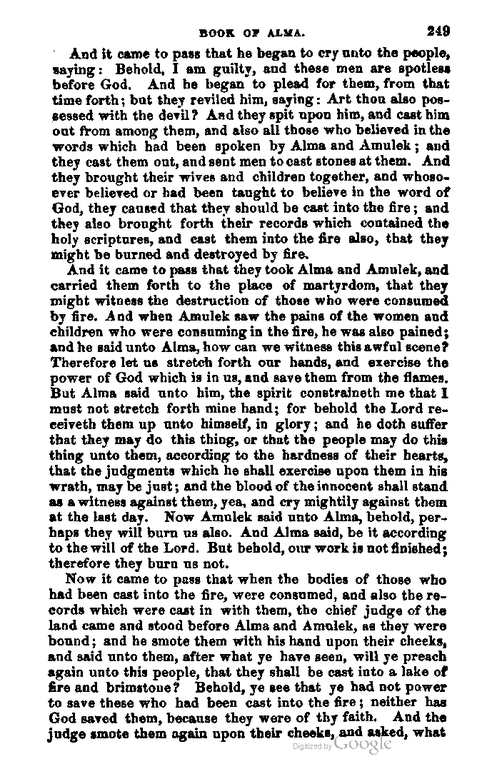 BOOK OF ALMA. 249
And it came to pass that he began to cry unto the people,
saying: Behold, I am guilty, and these men are spotless
before God. And he began to plead for them, from that
time forth; but they reviled him, saying: Art thou also pos-
sessed with the devil? And they spit upon him, and cast him
out from among them, and also all those who believed in the
words which had been spoken by Alma and Amulek; and
they cast them out, and sent men to cast stones at them. And
they brought their wives and children together, and whoso-
ever believed or had been taught to believe in the word of
God, they caused that they should be cast into the fire; and
they also brought forth their records which contained the
holy scriptures, and cast them into the fire also, that they
might be burned and destroyed by fire.
And it came to pass that they took Alma and Amulek, and
carried them forth to the place of martyrdom, that they
might witness the destruction of those who were consumed
by fire. And when Amulek saw the pains of the women and
children who were consuming in the fire, he was also pained;
and he said unto Alma, how can we witness this awful scene?
Therefore let us stretch forth our hands, and exercise the
power of God which is in us, and save them from the flames.
But Alma said unto him, the spirit constraineth me that I
must not stretch forth mine hand; for behold the Lord re-
ceiveth them up unto himself, in glory; and he doth suffer
that they may do this thing, or that the people may do this
thing unto them, according to the hardness of their hearts,
that the judgments which he shall exercise upon them in his
wrath, may be just; and the blood of the innocent shall stand
as a witness against them, yea, and cry mightily against them
at the last day. Now Amulek said unto Alma, behold, per-
haps they will burn us also. And Alma said, be it according
to the will of the Lord. But behold, our work is not finished;
therefore they burn us not.
Now it came to pass that when the bodies of those who
had been cast into the fire, were consumed, and also the re-
cords which were cast in with them, the chief judge of the
land came and stood before Alma and Amulek, as they were
bound; and he smote them with his hand upon their cheeks,
and said unto them, after what ye have seen, will ye preach
again unto this people, that they shall be cast into a lake of
fire and brimstone? Behold, ye see that ye had not power
to save these who had been cast into the fire; neither has
God saved them, because they were of thy faith. And the
judge smote them again upon their cheeks, and asked, what
Digitized by Google